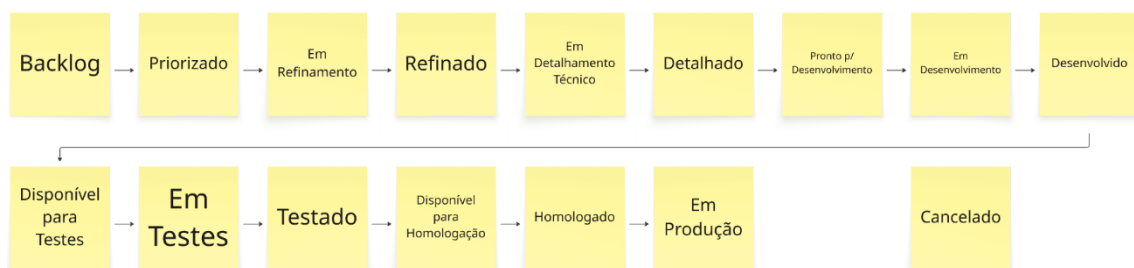 Backlog
Priorizado
Em
Refinamento
Refinado
Em
Detalhamento
Técnico
Detalhado
Pronto p/
Desenvolvimento
Em
Desenvolvimento
Desenvolvido
Disponível
para
Testes
Em
Testes
Testado
Disponível
para
Homologação
Homologado
Em
Produção
Cancelado